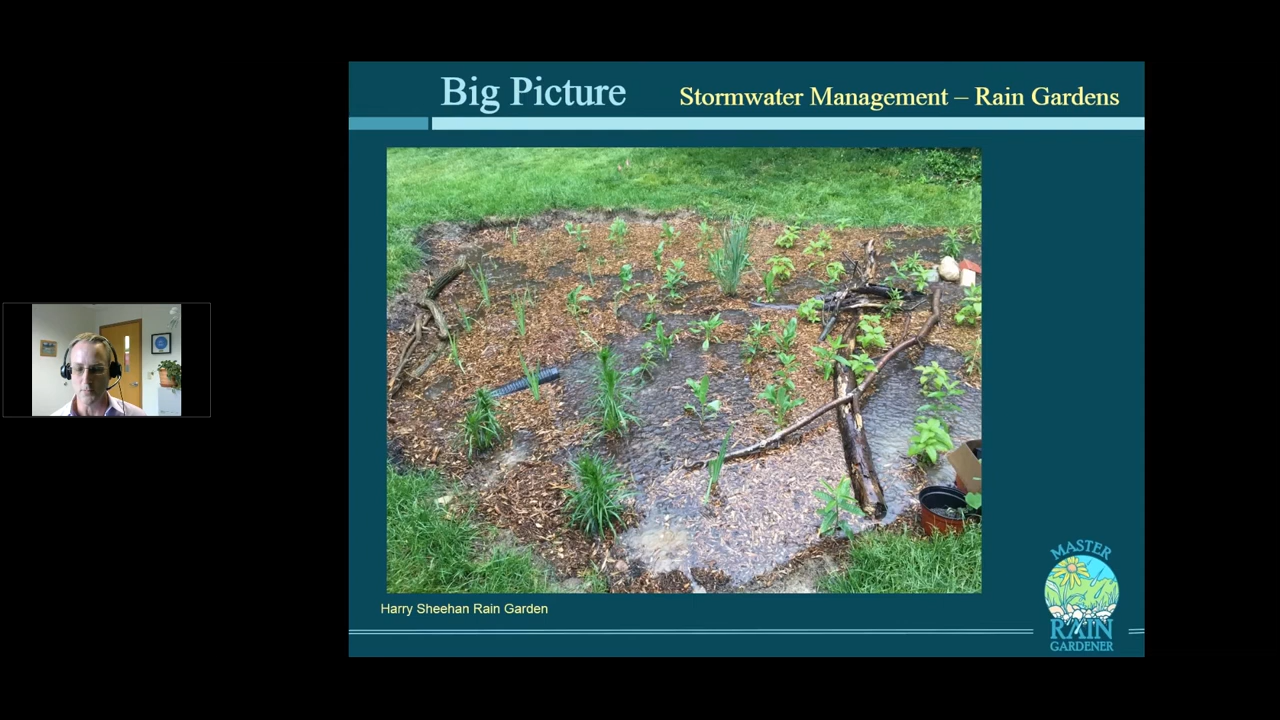 Big Picture
Stormwater Management – Rain Gardens
Harry Sheehan Rain Garden
MASTER
RAIN
GARDENER